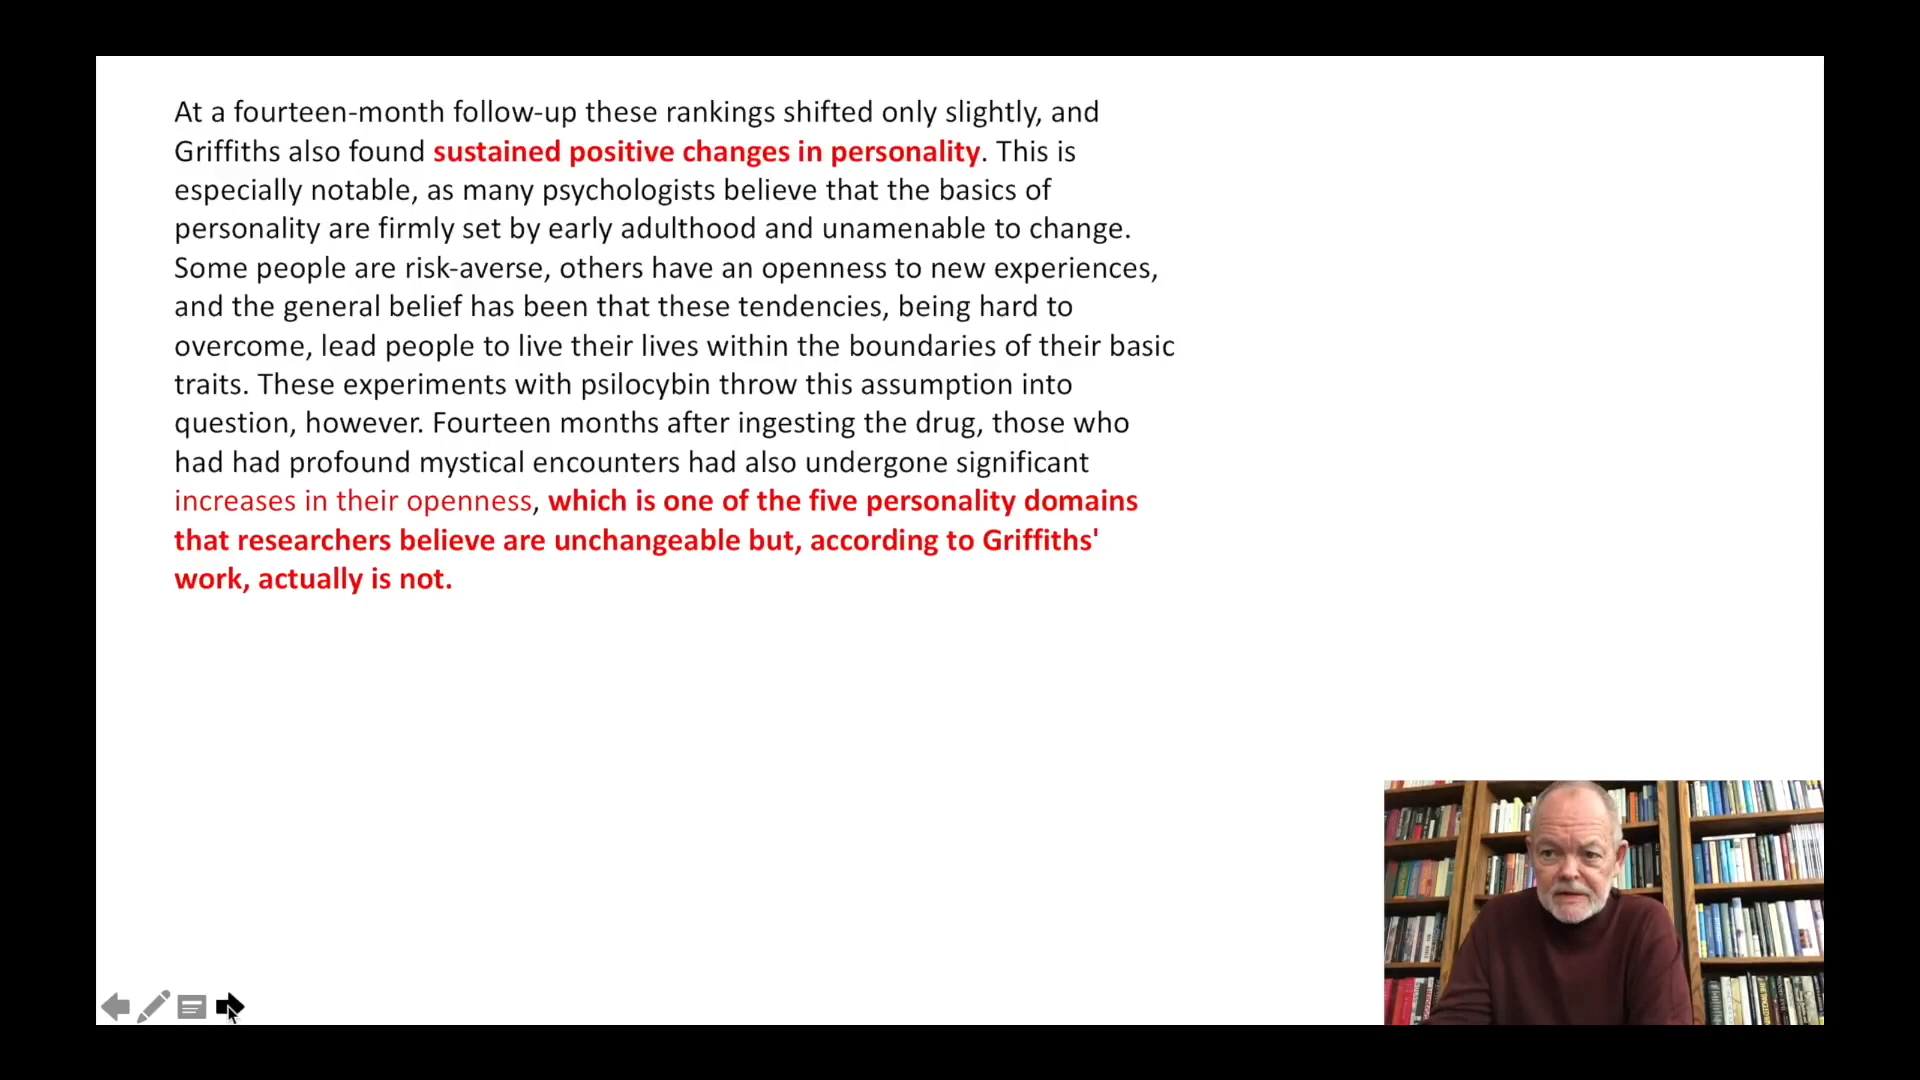 At a fourteen-month follow-up these rankings shifted only slightly, and
Griffiths also found sustained positive changes in personality. This is
especially notable, as many psychologists believe that the basics of
personality are firmly set by early adulthood and unamenable to change.
Some people are risk-averse, others have an openness to new experiences,
and the general belief has been that these tendencies, being hard to
overcome, lead people to live their lives within the boundaries of their basic
traits. These experiments with psilocybin throw this assumption into
question, however. Fourteen months after ingesting the drug, those who
had had profound mystical encounters had also undergone significant
increases in their openness, which is one of the five personality domains
that researchers believe are unchangeable but, according to Griffiths'
work, actually is not.